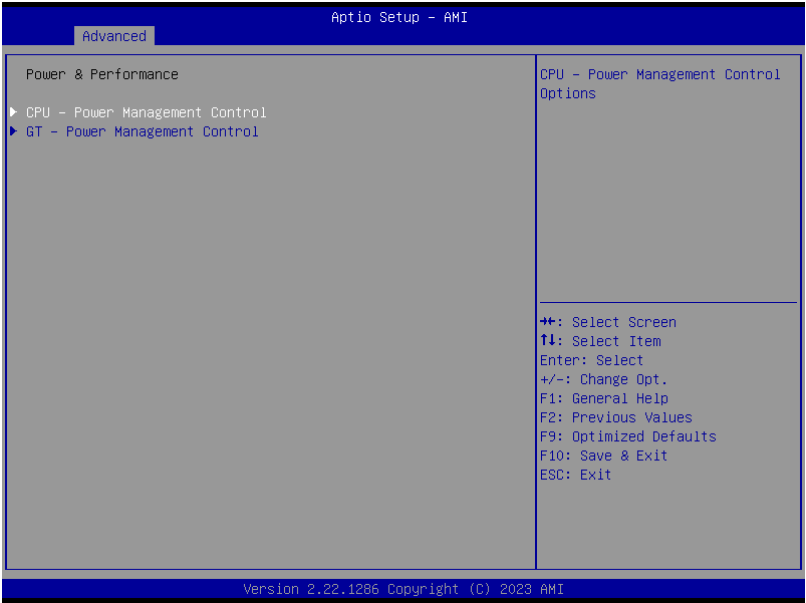 Aptio Setup – AMI
Advanced
Power & Performance
CPU – Power Management Control
GT – Power Management Control
CPU – Power Management Control
Options
→←: Select Screen
↑↓: Select Item
Enter: Select
+/-: Change Opt.
F1: General Help
F2: Previous Values
F9: Optimized Defaults
F10: Save & Exit
ESC: Exit
Version 2.22.1286 Copyright (C) 2023 AMI